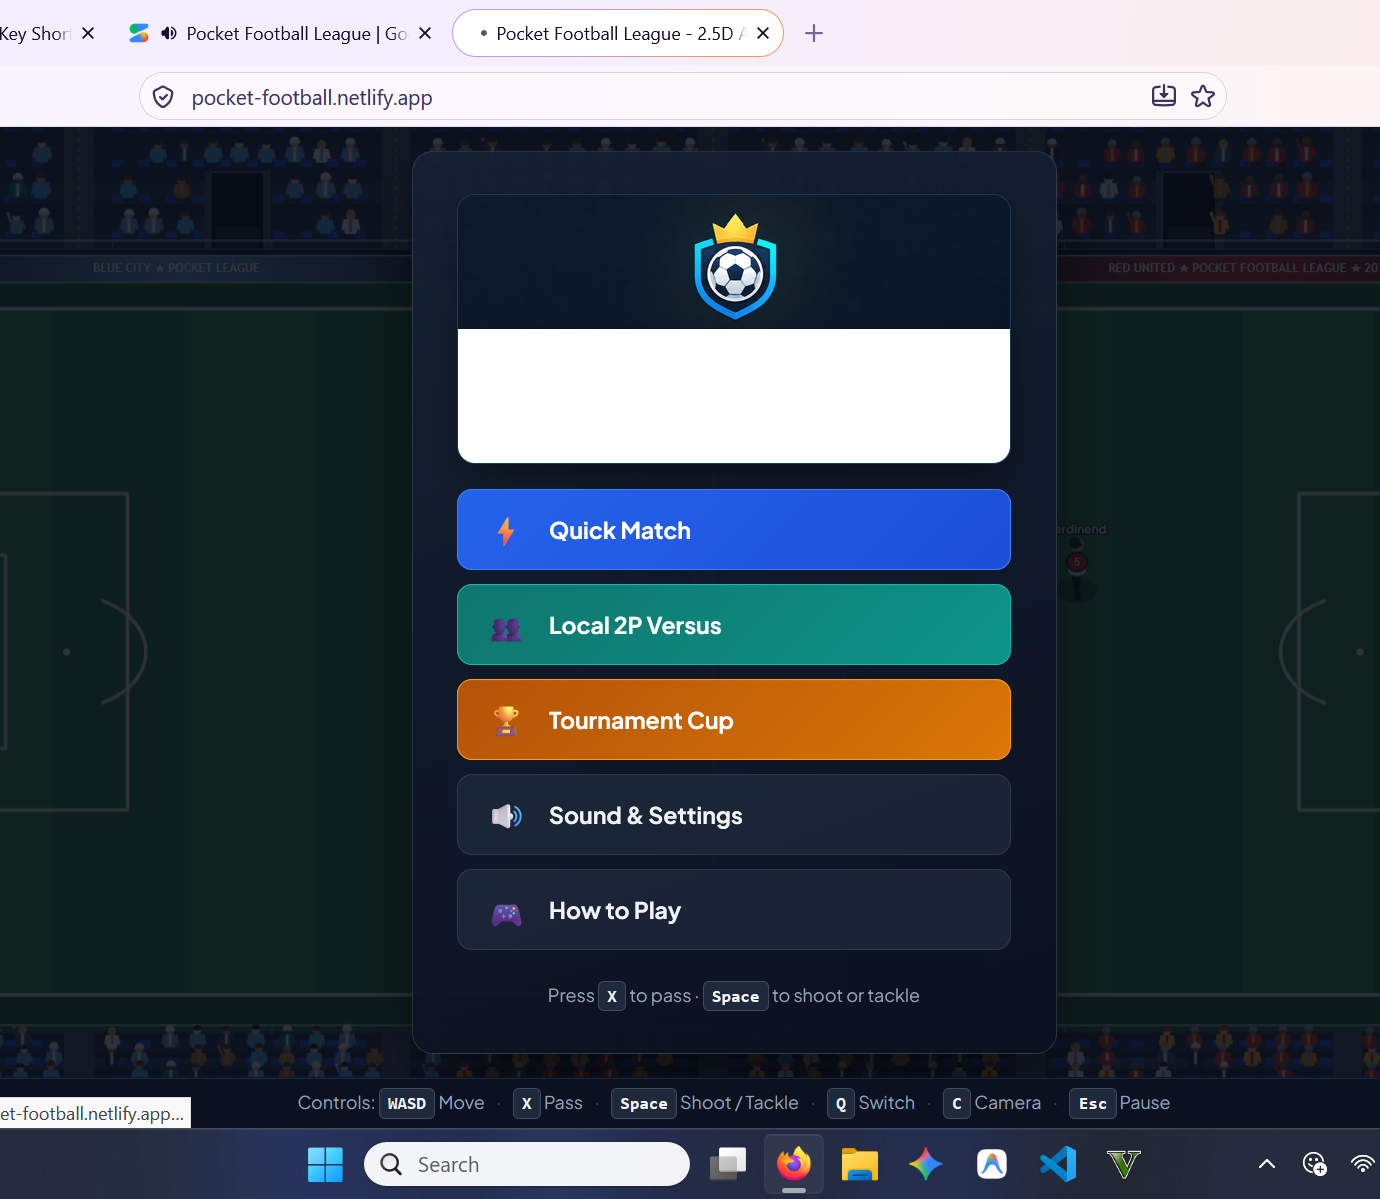 Key Shor
Pocket Football League | Go
Pocket Football League - 2.5D A
pocket-football.netlify.app
BLUE CITY ★ POCKET LEAGUE
RED UNITED ★ POCKET FOOTBALL LEAGUE ★ 20
Quick Match
erdinend
5
Local 2P Versus
Tournament Cup
Sound & Settings
How to Play
Press X to pass · Space to shoot or tackle
Controls: WASD Move · X Pass · Space Shoot / Tackle · Q Switch · C Camera · Esc Pause
et-football.netlify.app...
Search